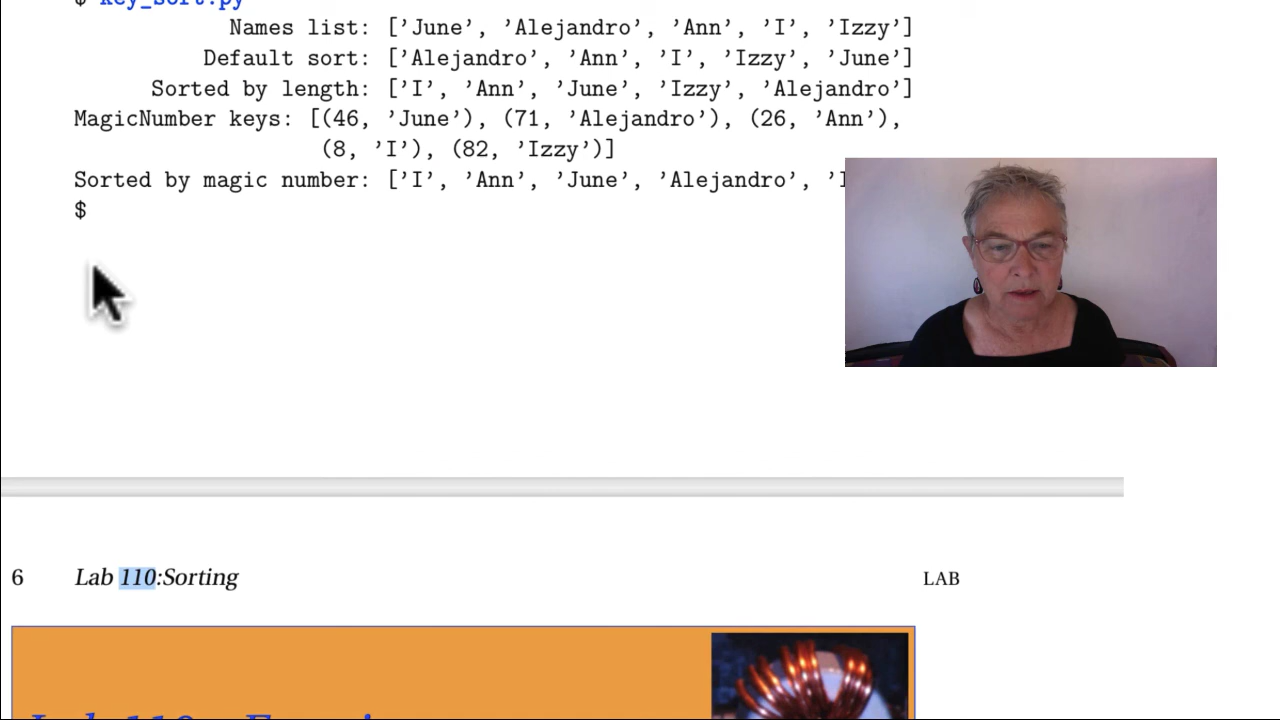 $ key_sort.py
Names list: ['June', 'Alejandro', 'Ann', 'I', 'Izzy']
Default sort: ['Alejandro', 'Ann', 'I', 'Izzy', 'June']
Sorted by length: ['I', 'Ann', 'June', 'Izzy', 'Alejandro']
MagicNumber keys: [(46, 'June'), (71, 'Alejandro'), (26, 'Ann'),
(8, 'I'), (82, 'Izzy')]
Sorted by magic number: ['I', 'Ann', 'June', 'Alejandro', 'I
$
6 Lab 110:Sorting LAB